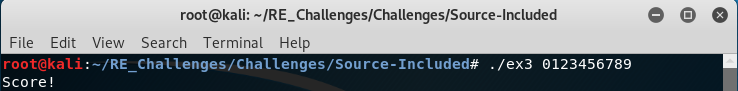 root@kali: ~/RE_Challenges/Challenges/Source-Included
File Edit View Search Terminal Help
root@kali:~/RE_Challenges/Challenges/Source-Included# ./ex3 0123456789
Score!